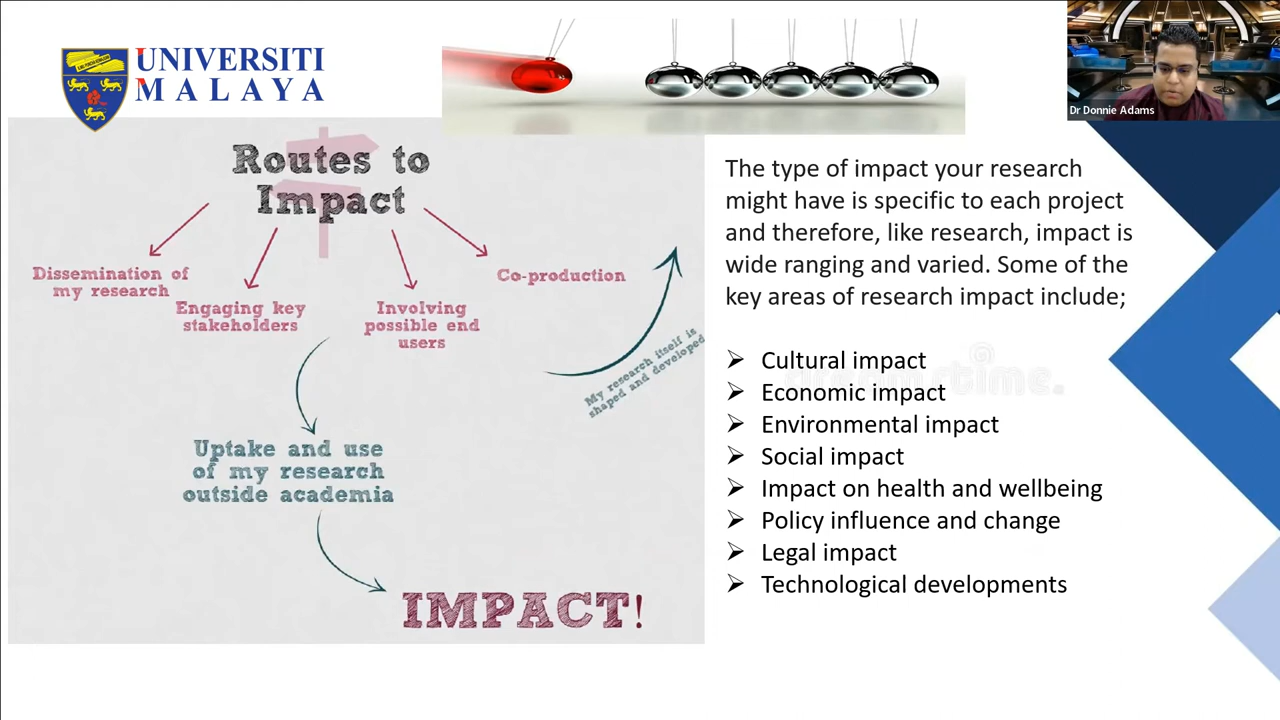 UNIVERSITI
MALAYA
Dr Donnie Adams
Routes to
Impact
Dissemination of
my research
Engaging key
stakeholders
Involving
possible end
users
Co-production
My research itself is
shaped and developed
Uptake and use
of my research
outside academia
IMPACT!
The type of impact your research
might have is specific to each project
and therefore, like research, impact is
wide ranging and varied. Some of the
key areas of research impact include;
➢ Cultural impact
➢ Economic impact
➢ Environmental impact
➢ Social impact
➢ Impact on health and wellbeing
➢ Policy influence and change
➢ Legal impact
➢ Technological developments